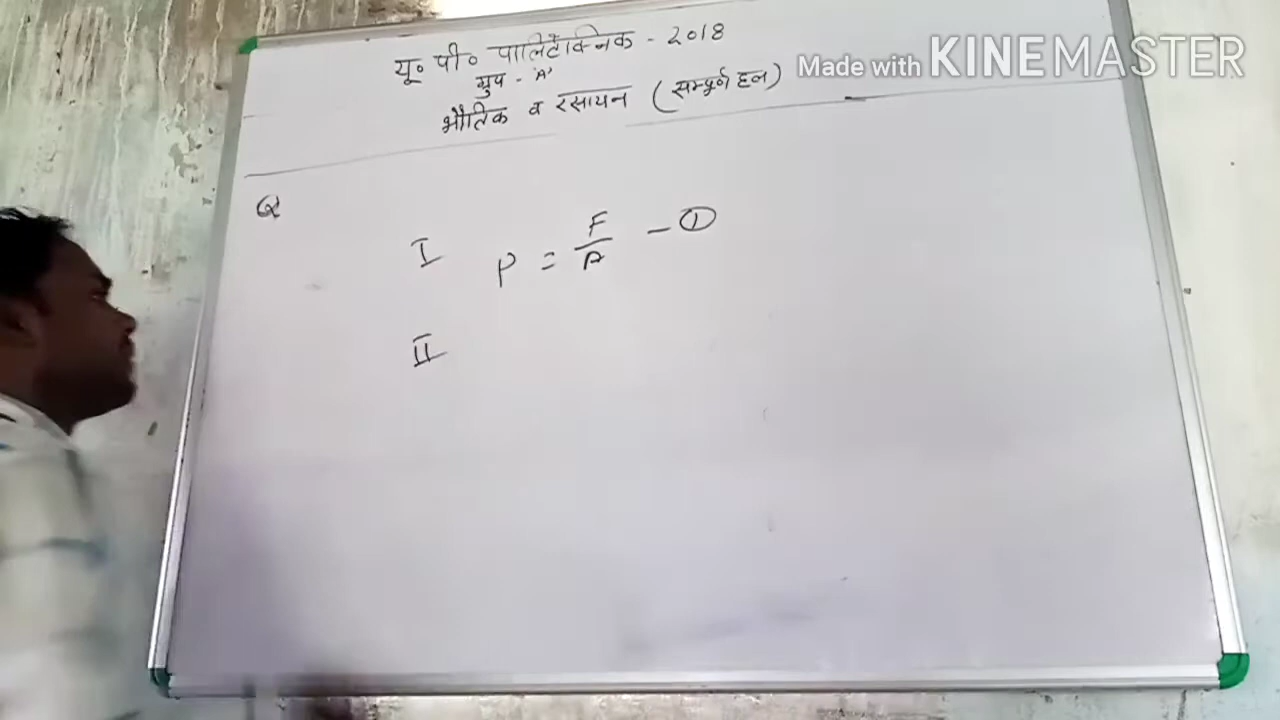 यू॰ पी॰ पालिटैक्निक - 2018
Made with KINEMASTER
ग्रुप - 'A'
भौतिक व रसायन (सम्पूर्ण हल)
Q
I P = F/A - ①
II